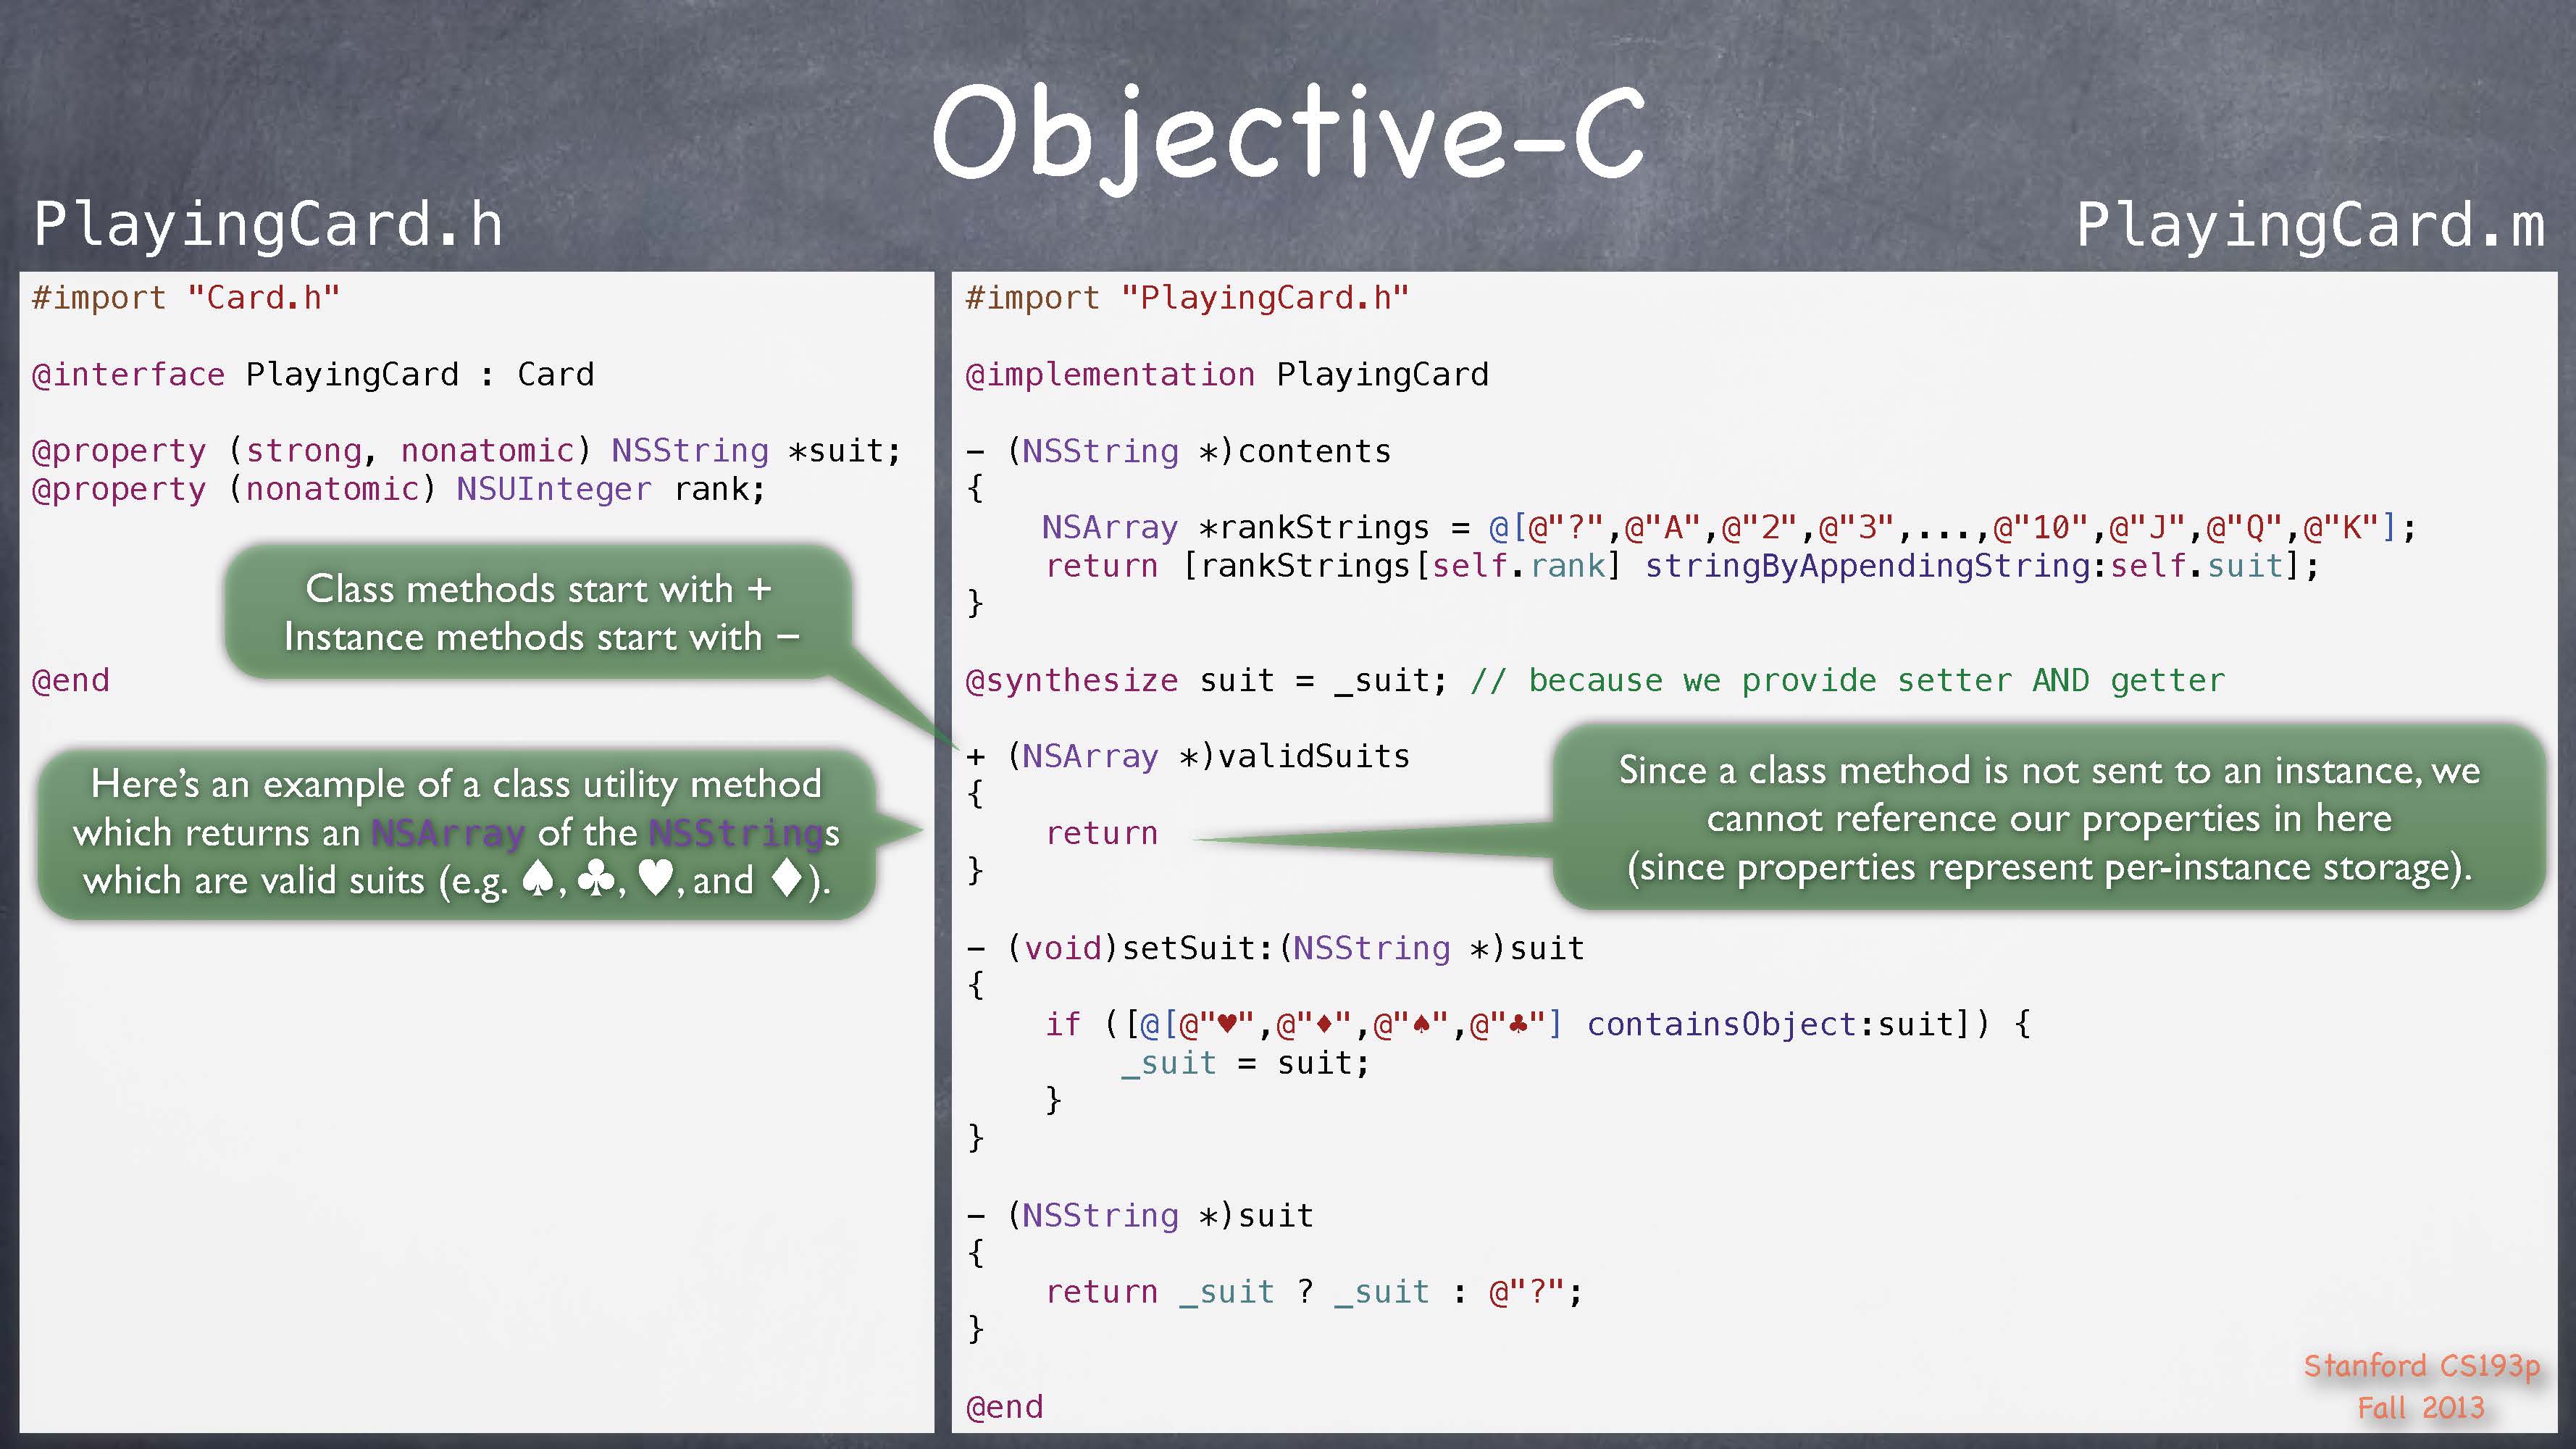 Objective-C
PlayingCard.h
PlayingCard.m
#import "Card.h"
@interface PlayingCard : Card
@property (strong, nonatomic) NSString *suit;
@property (nonatomic) NSUInteger rank;
Class methods start with +
Instance methods start with –
@end
Here’s an example of a class utility method
which returns an NSArray of the NSStrings
which are valid suits (e.g. ♠, ♣, ♥, and ♦).
#import "PlayingCard.h"
@implementation PlayingCard
- (NSString *)contents
{
    NSArray *rankStrings = @[@"?",@"A",@"2",@"3",...,@"10",@"J",@"Q",@"K"];
    return [rankStrings[self.rank] stringByAppendingString:self.suit];
}
@synthesize suit = _suit; // because we provide setter AND getter
+ (NSArray *)validSuits
{
    return
}
Since a class method is not sent to an instance, we
cannot reference our properties in here
(since properties represent per-instance storage).
- (void)setSuit:(NSString *)suit
{
    if ([@[@"♥",@"♦",@"♠",@"♣"] containsObject:suit]) {
        _suit = suit;
    }
}
- (NSString *)suit
{
    return _suit ? _suit : @"?";
}
@end
Stanford CS193p
Fall 2013